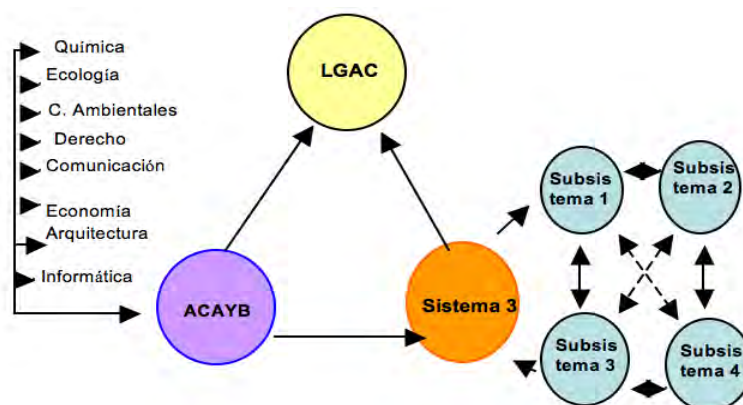 Química
Ecología
C. Ambientales
Derecho
Comunicación
Economía
Arquitectura
Informática
LGAC
ACAYB
Sistema 3
Subsis
tema 1
Subsis
tema 2
Subsis
tema 3
Subsis
tema 4